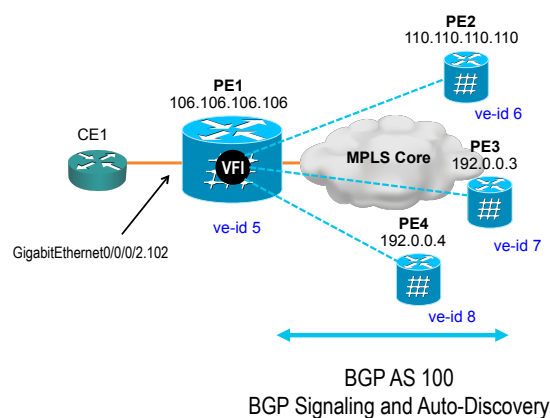 PE2
110.110.110.110
PE1
106.106.106.106
ve-id 6
CE1
VFI
MPLS Core
PE3
192.0.0.3
PE4
192.0.0.4
ve-id 5
GigabitEthernet0/0/0/2.102
ve-id 7
ve-id 8
BGP AS 100
BGP Signaling and Auto-Discovery